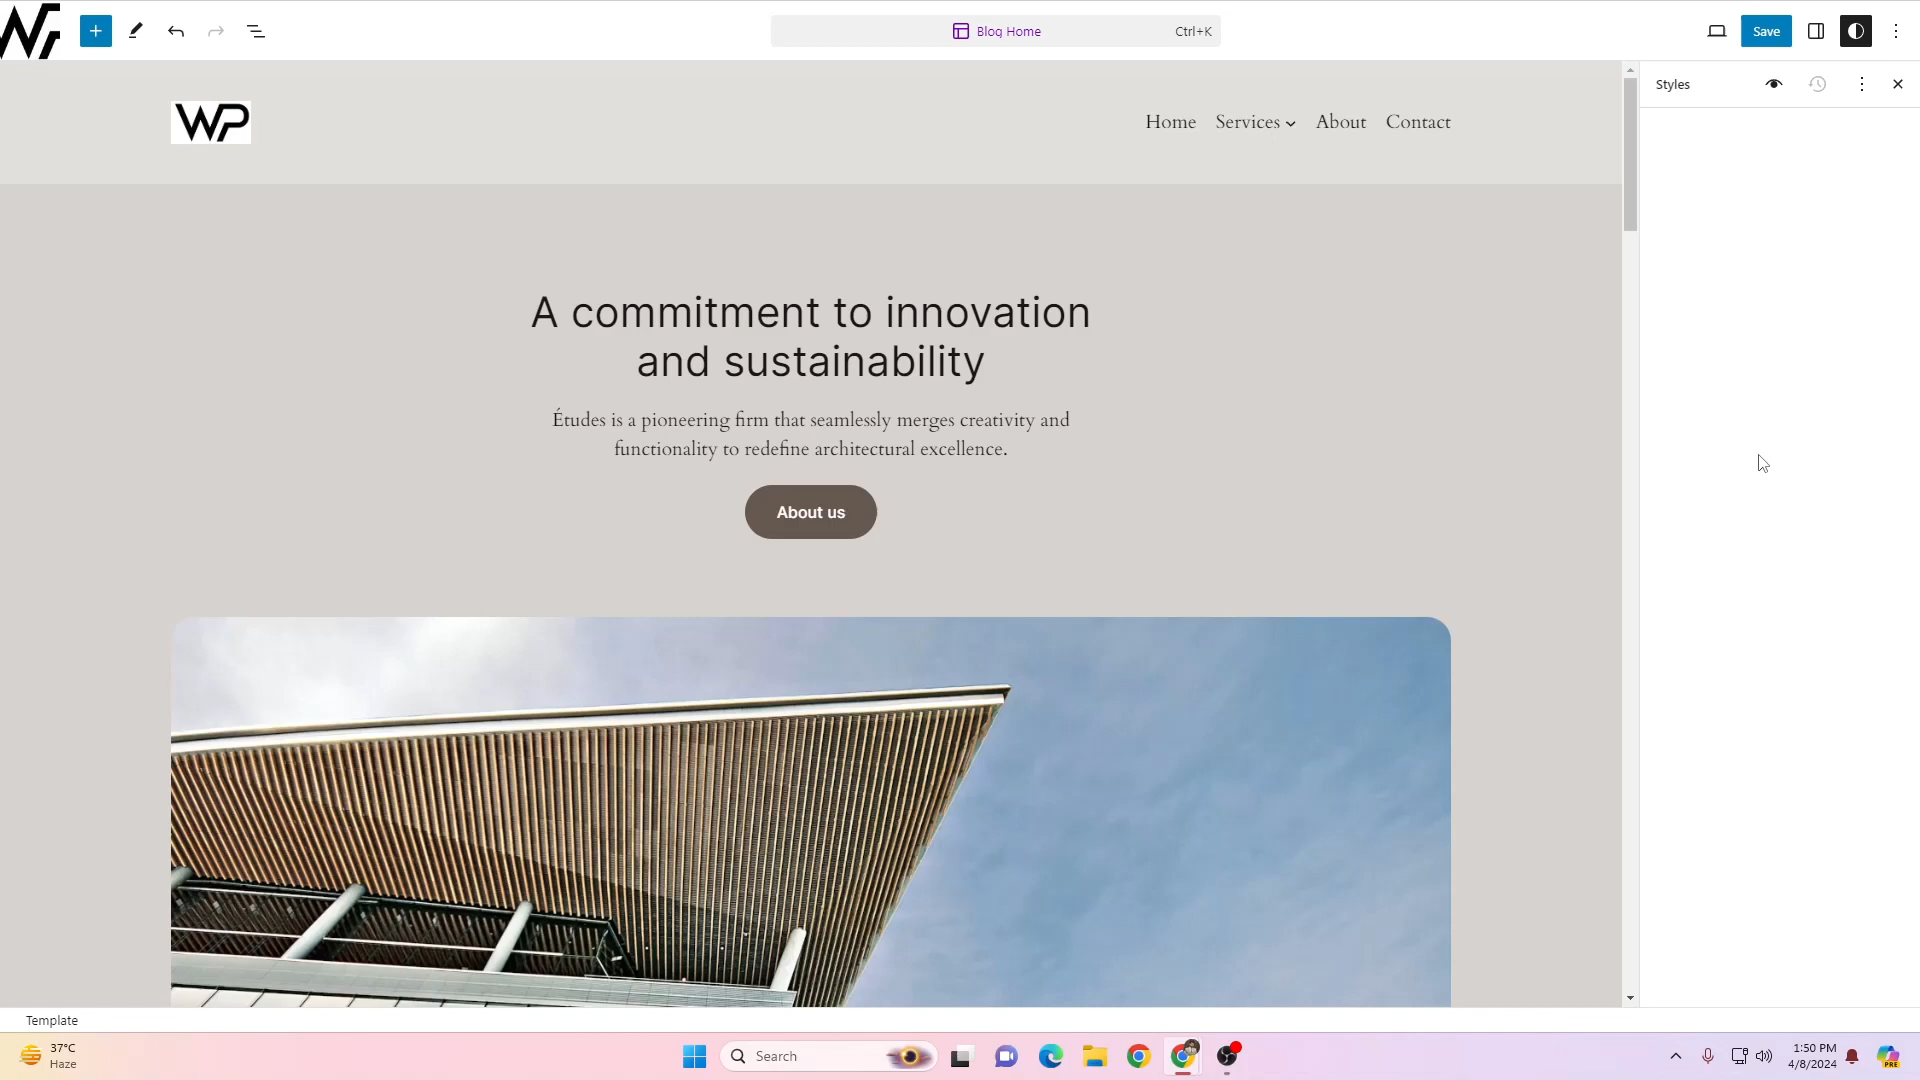 Blog Home
Ctrl+K
Save
Styles
WP
Home Services About Contact
A commitment to innovation
and sustainability
Études is a pioneering firm that seamlessly merges creativity and
functionality to redefine architectural excellence.
About us
Template
37°C
Haze
Search
1:50 PM
4/8/2024
PRE